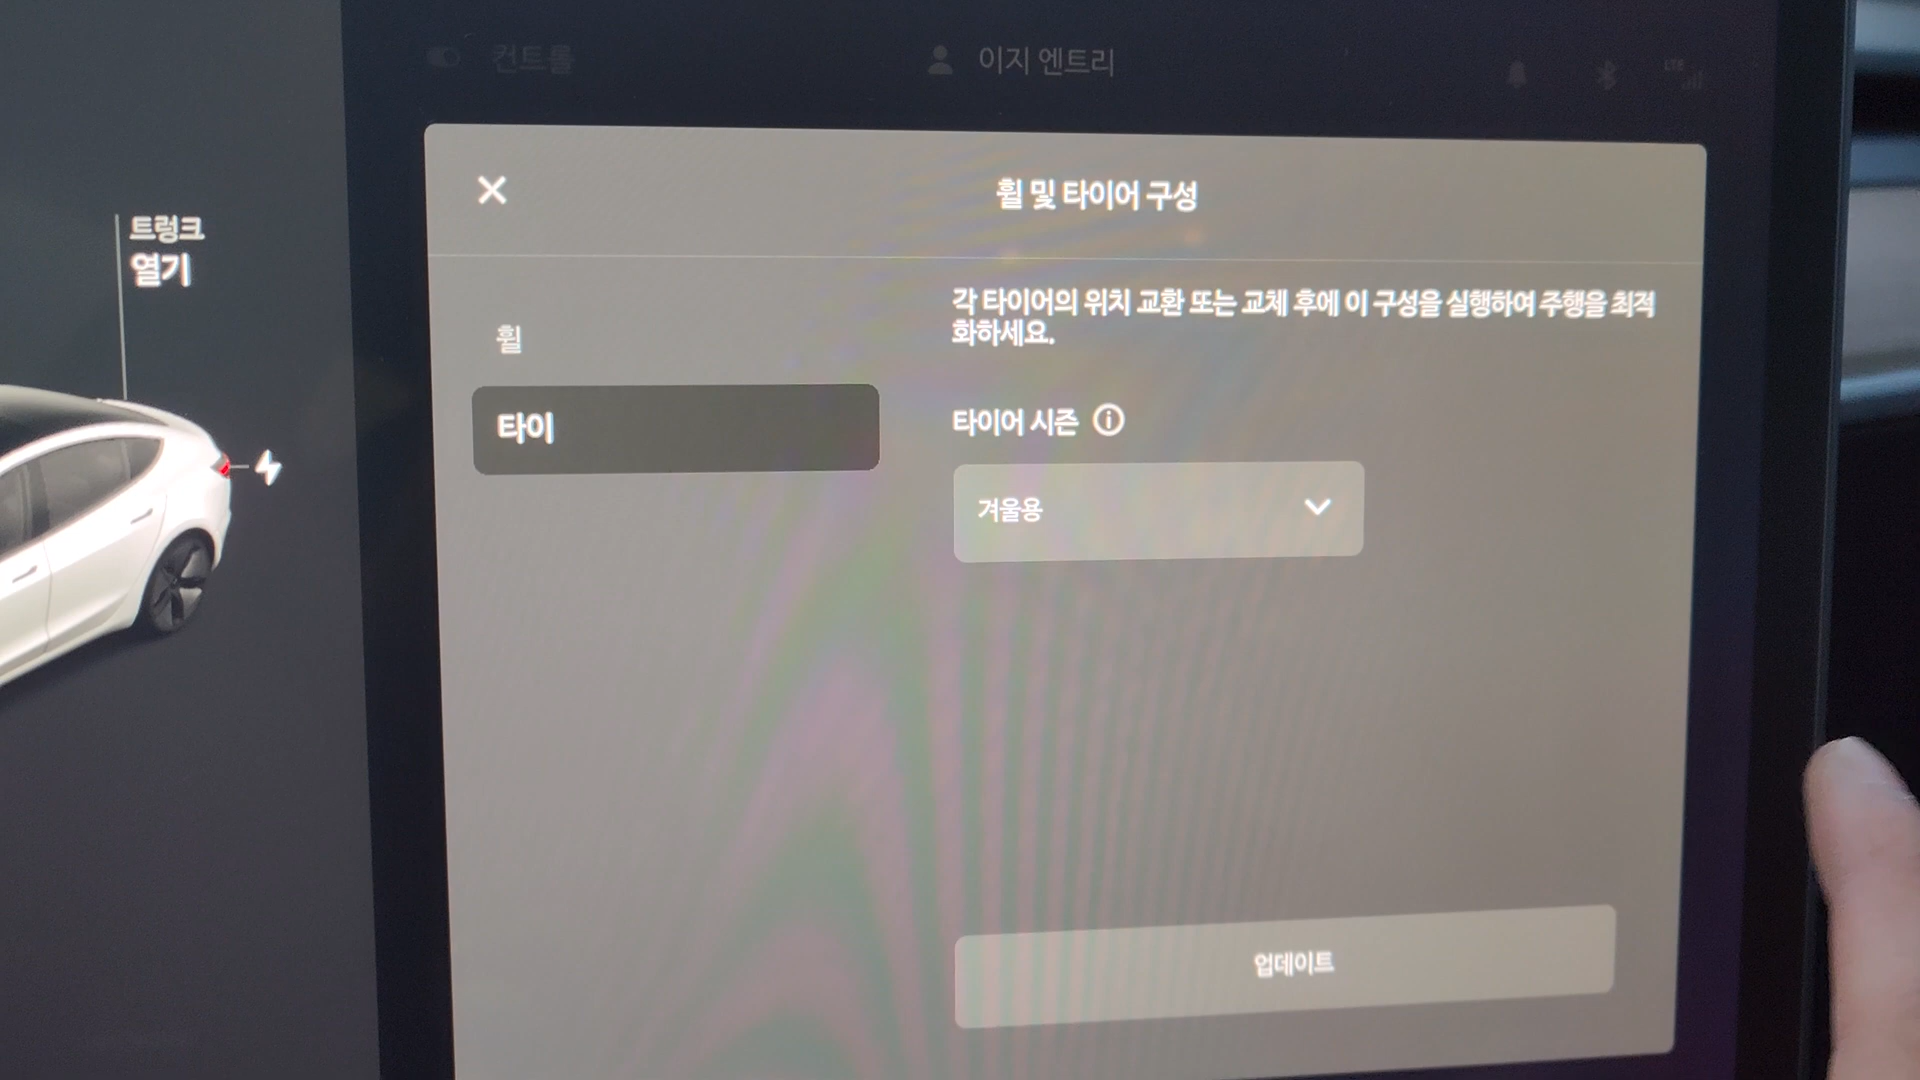 컨트롤
이지 엔트리
LTE
트렁크
열기
휠 및 타이어 구성
휠
타이
각 타이어의 위치 교환 또는 교체 후에 이 구성을 실행하여 주행을 최적
화하세요.
타이어 시즌
겨울용
업데이트